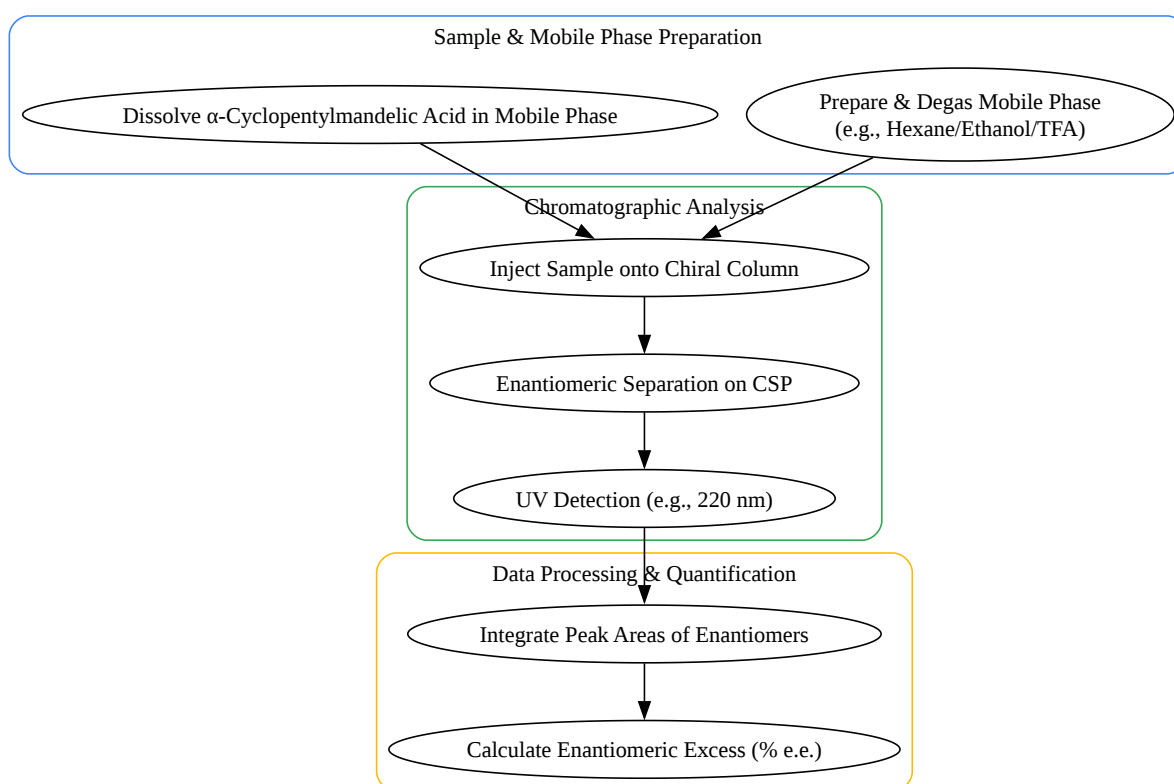 Sample & Mobile Phase Preparation
Dissolve α-Cyclopentylmandelic Acid in Mobile Phase
Prepare & Degas Mobile Phase
(e.g., Hexane/Ethanol/TFA)
Chromatographic Analysis
Inject Sample onto Chiral Column
Enantiomeric Separation on CSP
UV Detection (e.g., 220 nm)
Data Processing & Quantification
Integrate Peak Areas of Enantiomers
Calculate Enantiomeric Excess (% e.e.)